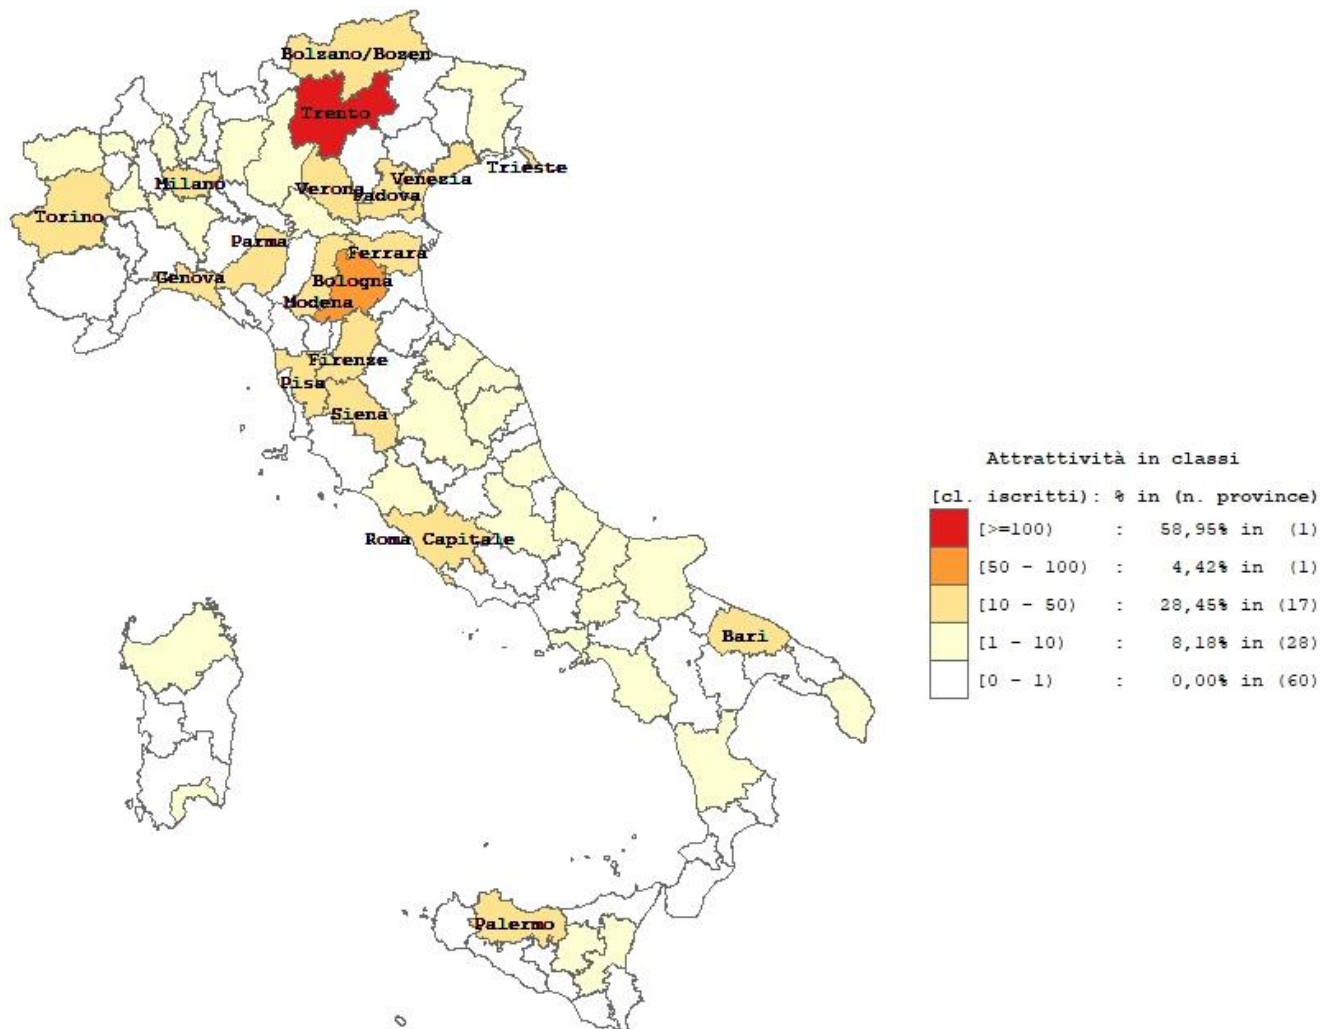 Bolzano/Bozen
Trento
Trieste
Venezia
Milano
Verona
Padova
Torino
Parma
Ferrara
Genova
Bologna
Modena
Firenze
Pisa
Siena
Roma Capitale
Bari
Palermo
Attrattività in classi
[cl. iscritti): % in (n. province)
[>=100) : 58,95% in (1)
[50 - 100) : 4,42% in (1)
[10 - 50) : 28,45% in (17)
[1 - 10) : 8,18% in (28)
[0 - 1) : 0,00% in (60)